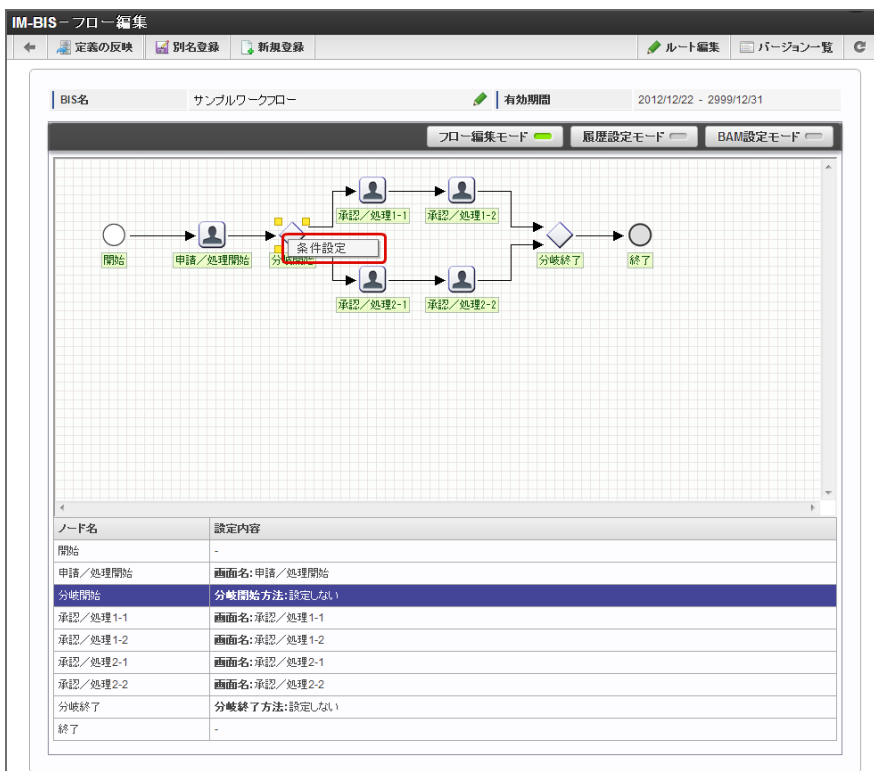 IM-BIS－フロー編集
定義の反映 別名登録 新規登録 ルート編集 バージョン一覧
BIS名 サンプルワークフロー 有効期間 2012/12/22 - 2999/12/31
フロー編集モード 履歴設定モード BAM設定モード
承認／処理1-1 承認／処理1-2
条件設定
開始 申請／処理開始 分岐開始 分岐終了 終了
承認／処理2-1 承認／処理2-2
ノード名 設定内容
開始 -
申請／処理開始 画面名:申請／処理開始
分岐開始 分岐開始方法:設定しない
承認／処理1-1 画面名:承認／処理1-1
承認／処理1-2 画面名:承認／処理1-2
承認／処理2-1 画面名:承認／処理2-1
承認／処理2-2 画面名:承認／処理2-2
分岐終了 分岐終了方法:設定しない
終了 -